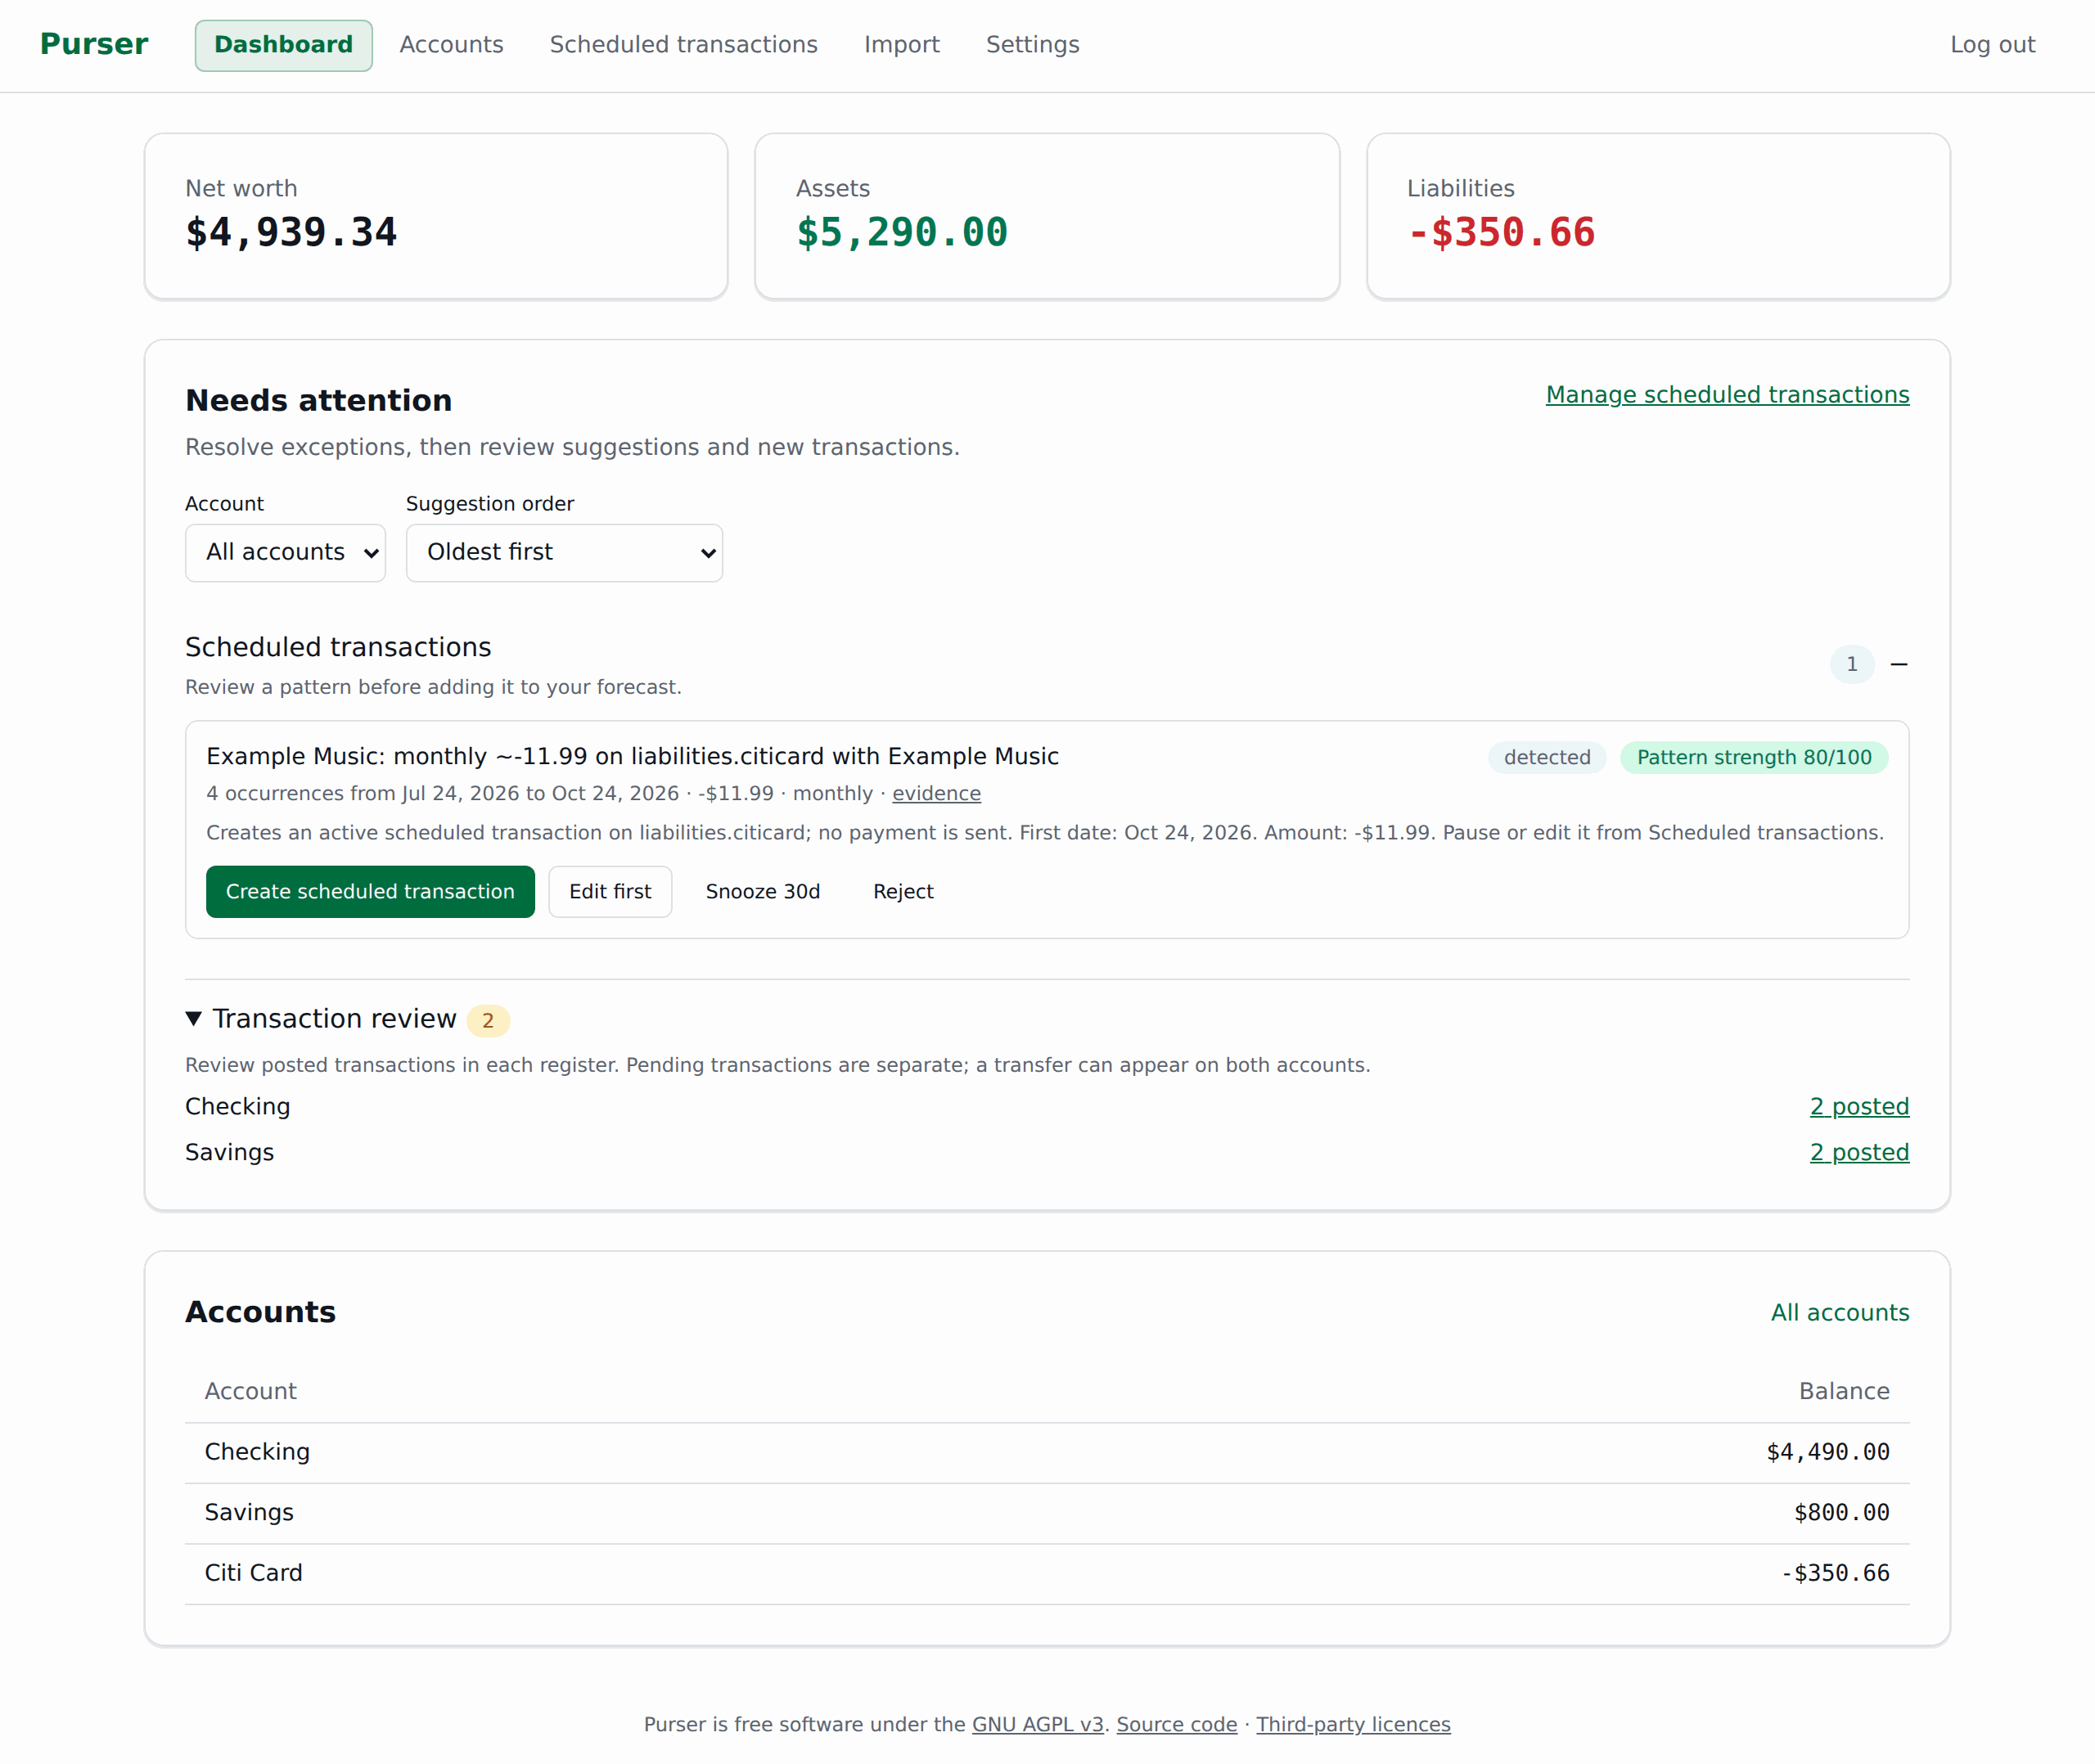 Purser Dashboard Accounts Scheduled transactions Import Settings Log out
Net worth Assets Liabilities
$4,939.34 $5,290.00 -$350.66
Needs attention Manage scheduled transactions
Resolve exceptions, then review suggestions and new transactions.
Account Suggestion order
All accounts Oldest first
Scheduled transactions
1 −
Review a pattern before adding it to your forecast.
Example Music: monthly ~-11.99 on liabilities.citicard with Example Music detected Pattern strength 80/100
4 occurrences from Jul 24, 2026 to Oct 24, 2026 · -$11.99 · monthly · evidence
Creates an active scheduled transaction on liabilities.citicard; no payment is sent. First date: Oct 24, 2026. Amount: -$11.99. Pause or edit it from Scheduled transactions.
Create scheduled transaction Edit first Snooze 30d Reject
Transaction review 2
Review posted transactions in each register. Pending transactions are separate; a transfer can appear on both accounts.
Checking 2 posted
Savings 2 posted
Accounts All accounts
Account Balance
Checking $4,490.00
Savings $800.00
Citi Card -$350.66
Purser is free software under the GNU AGPL v3. Source code · Third-party licences